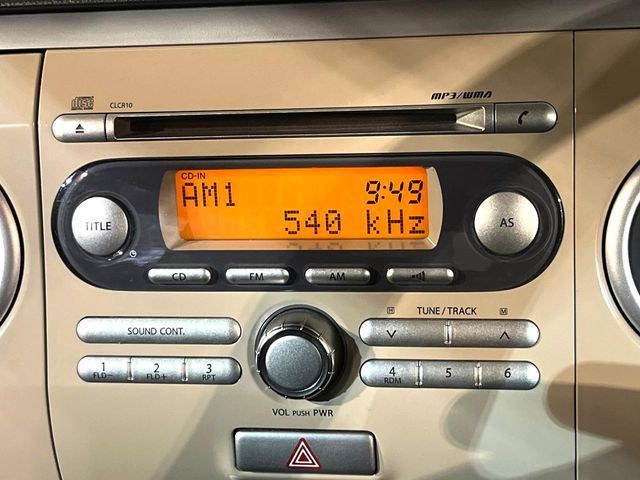 CLCR10
MP3/WMA
CD-IN
AM1 9:49
540 kHz
TITLE
AS
CD FM AM
SOUND CONT.
TUNE/TRACK
H M
1 2 3
FLD− FLD+ RPT
4 5 6
RDM
VOL PUSH PWR